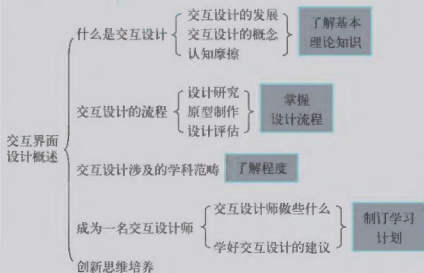 交互界面
设计概述
什么是交互设计
交互设计的发展
交互设计的概念
认知摩擦
了解基本
理论知识
交互设计的流程
设计研究
原型制作
设计评估
掌握
设计流程
交互设计涉及的学科范畴
了解程度
成为一名交互设计师
交互设计师做些什么
学好交互设计的建议
制订学习
计划
创新思维培养